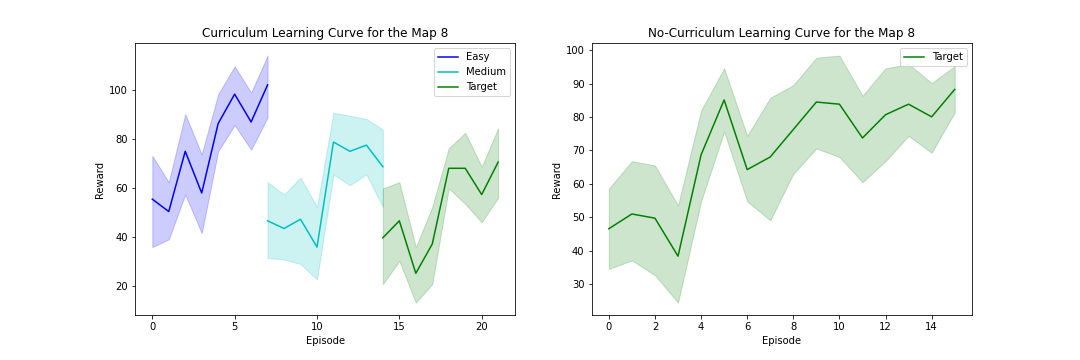 Curriculum Learning Curve for the Map 8
Reward
100
80
60
40
20
0
5
10
15
20
Episode
Easy
Medium
Target
No-Curriculum Learning Curve for the Map 8
Reward
100
90
80
70
60
50
40
30
0
2
4
6
8
10
12
14
Episode
Target